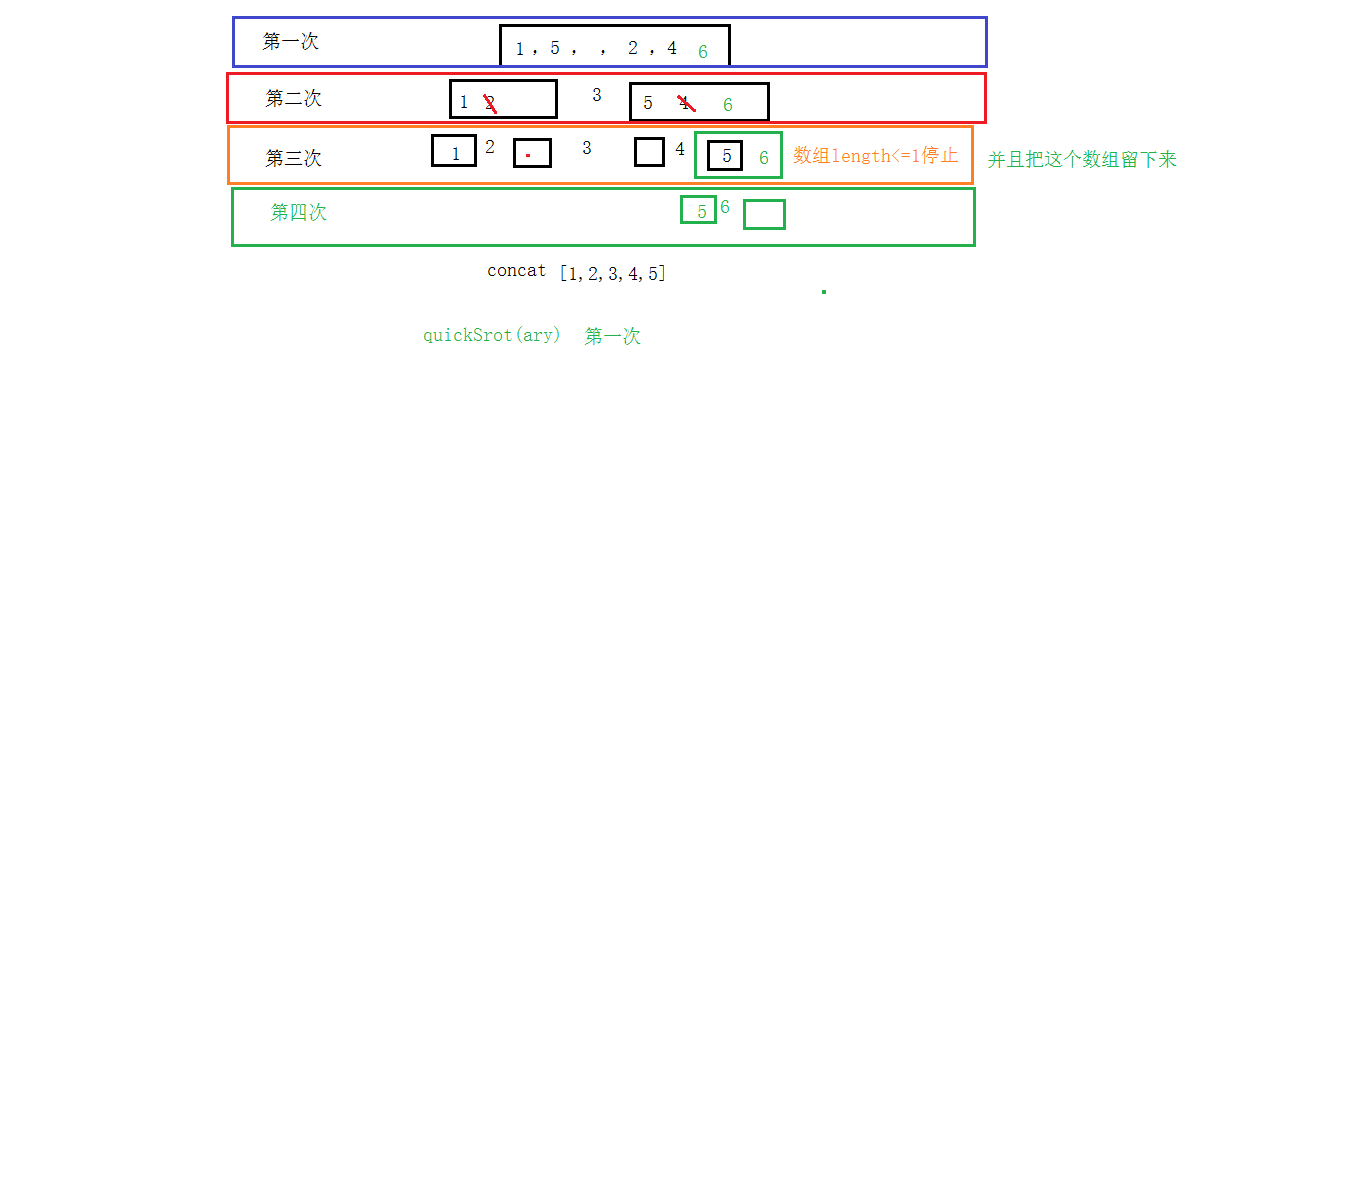 第一次 1 , 5 , , 2 , 4 6
第二次 1 2 3 5 4 6
第三次 1 2 3 4 5 6 数组length<=1停止 并且把这个数组留下来
第四次 5 6
concat [1,2,3,4,5]
quickSrot(ary) 第一次